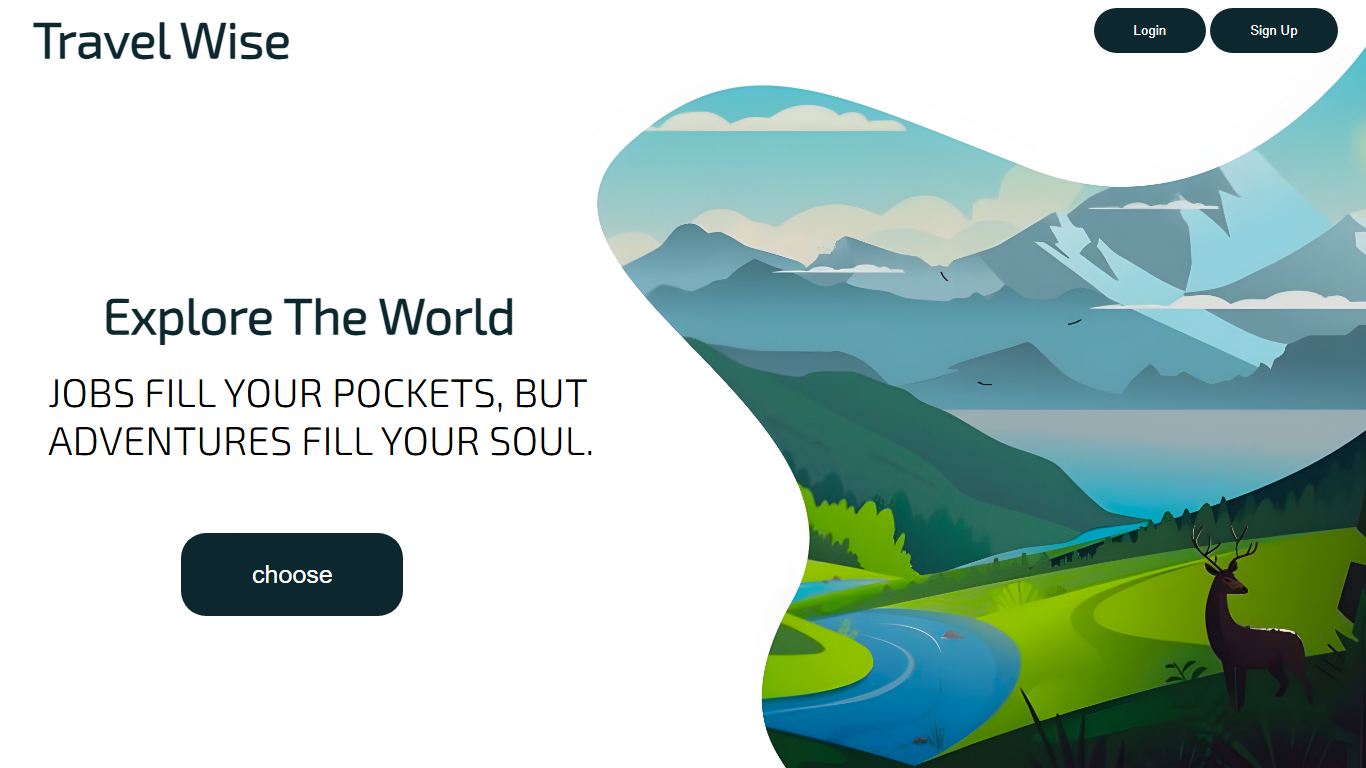 Travel Wise
Login
Sign Up
Explore The World
JOBS FILL YOUR POCKETS, BUT
ADVENTURES FILL YOUR SOUL.
choose